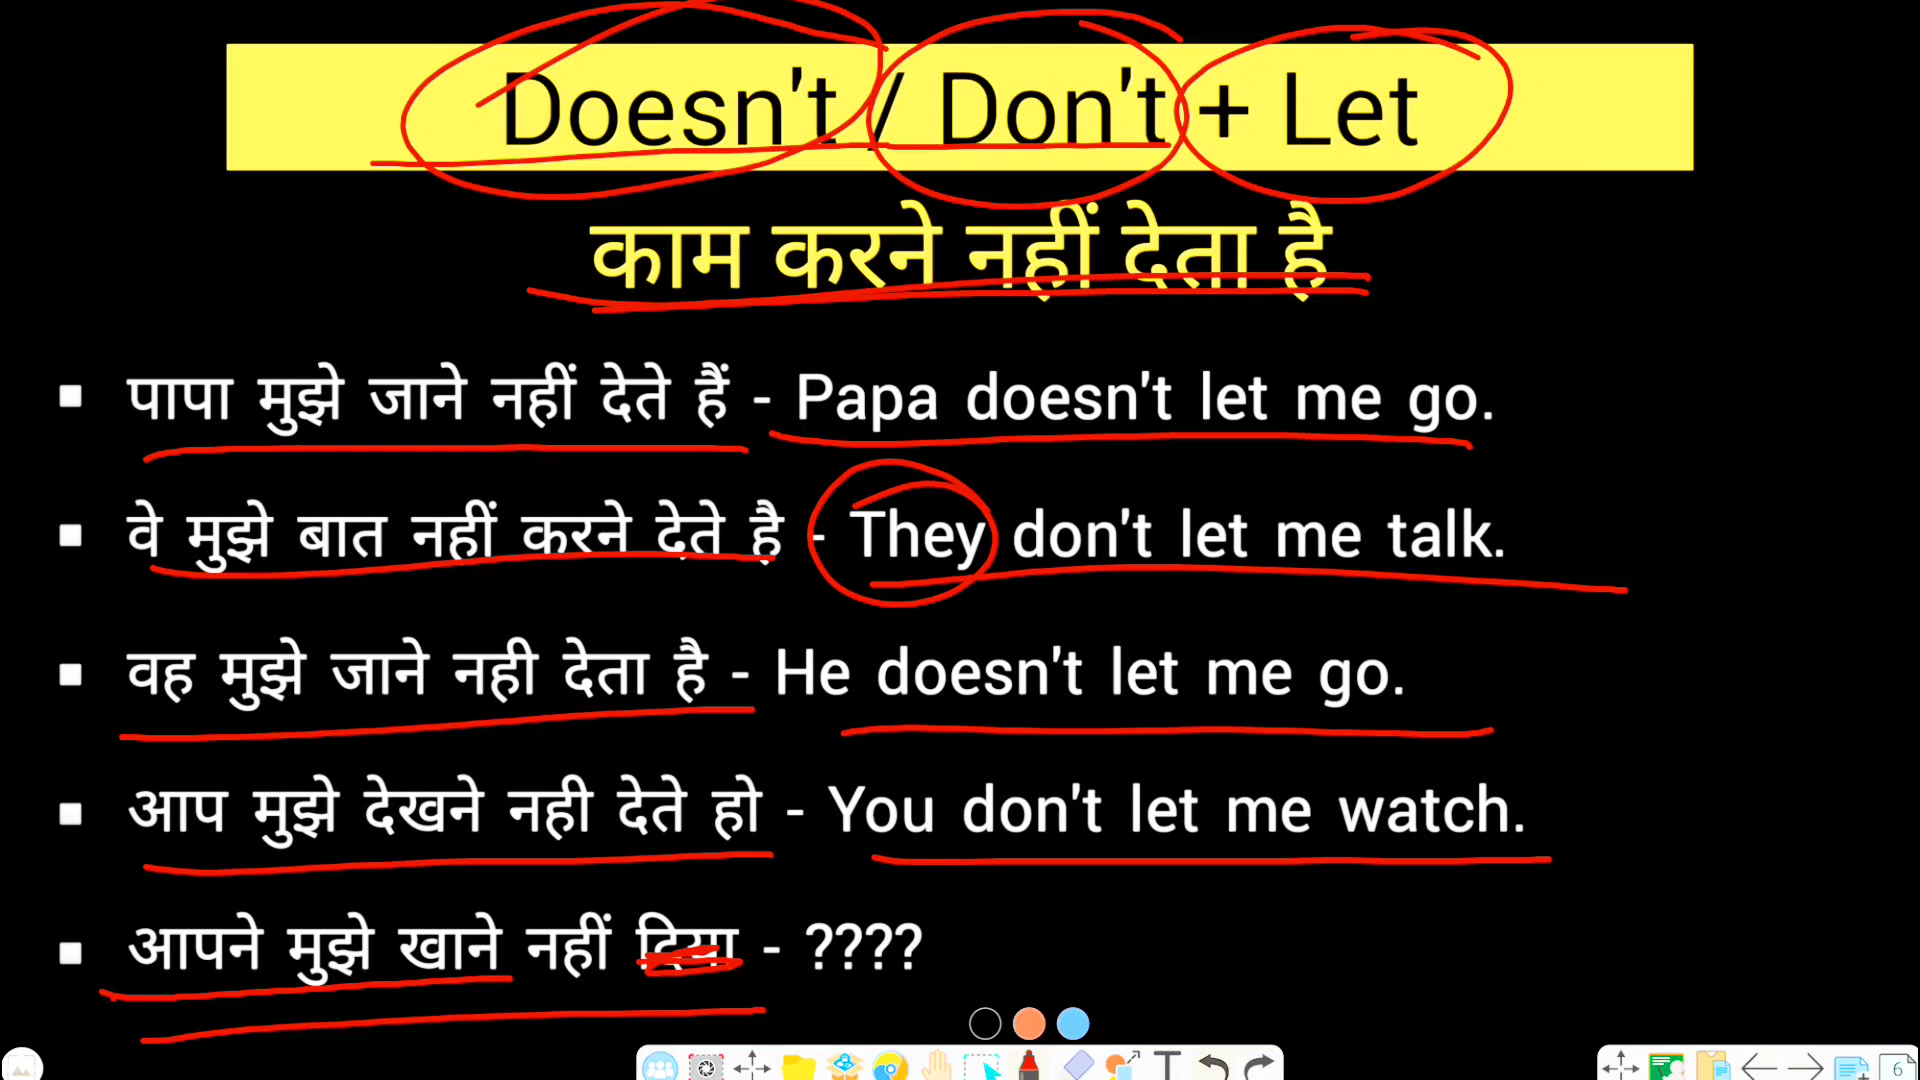 Doesn't / Don't + Let
काम करने नहीं देता है
पापा मुझे जाने नहीं देते हैं - Papa doesn't let me go.
वे मुझे बात नहीं करने देते है - They don't let me talk.
वह मुझे जाने नही देता है - He doesn't let me go.
आप मुझे देखने नही देते हो - You don't let me watch.
आपने मुझे खाने नहीं दिया - ????
6